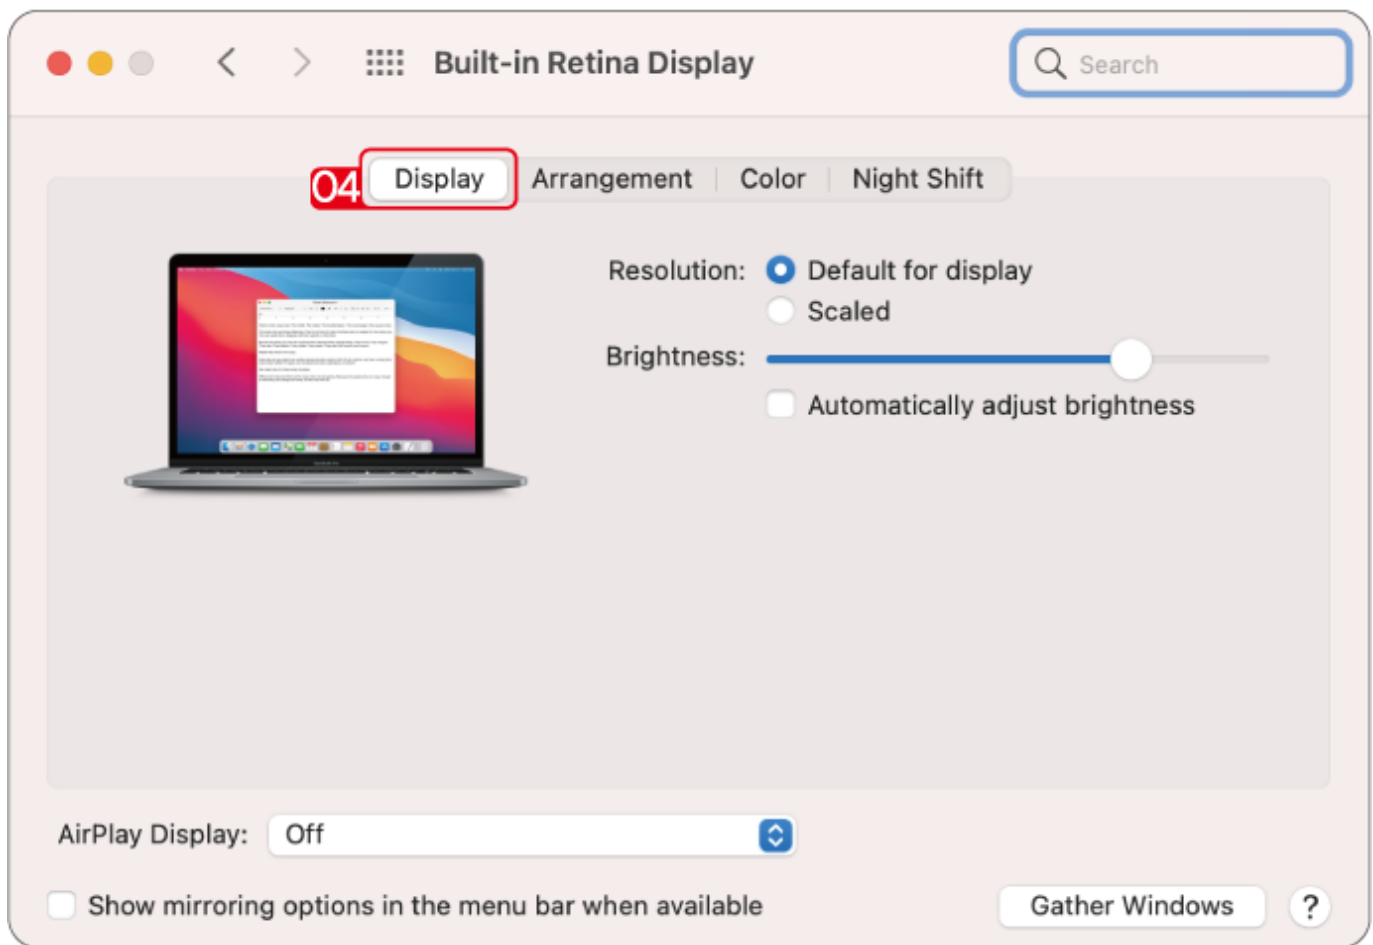 Built-in Retina Display
Search
04
Display
Arrangement
Color
Night Shift
Resolution:
Default for display
Scaled
Brightness:
Automatically adjust brightness
AirPlay Display:
Off
Show mirroring options in the menu bar when available
Gather Windows
?